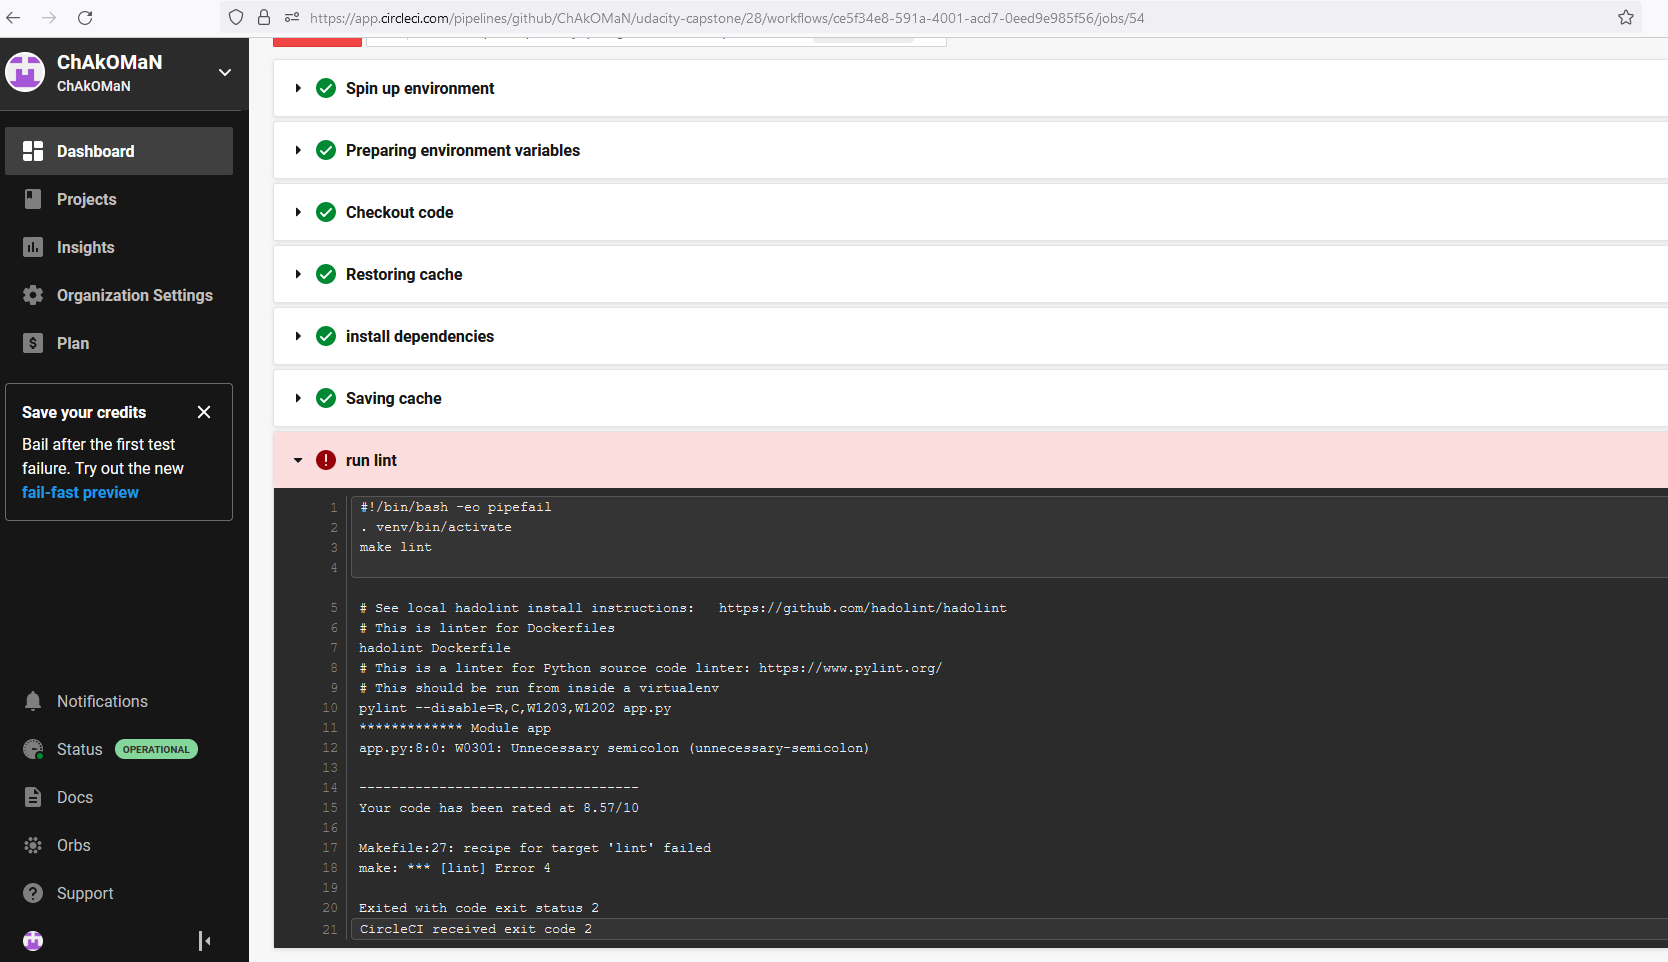 https://app.circleci.com/pipelines/github/ChAkOMaN/udacity-capstone/28/workflows/ce5f34e8-591a-4001-acd7-0eed9e985f56/jobs/54
ChAkOMaN
ChAkOMaN
Dashboard
Projects
Insights
Organization Settings
Plan
Save your credits
Bail after the first test
failure. Try out the new
fail-fast preview
Notifications
Status OPERATIONAL
Docs
Orbs
Support
Spin up environment
Preparing environment variables
Checkout code
Restoring cache
install dependencies
Saving cache
run lint
1 #!/bin/bash -eo pipefail
2 . venv/bin/activate
3 make lint
4
5 # See local hadolint install instructions:   https://github.com/hadolint/hadolint
6 # This is linter for Dockerfiles
7 hadolint Dockerfile
8 # This is a linter for Python source code linter: https://www.pylint.org/
9 # This should be run from inside a virtualenv
10 pylint --disable=R,C,W1203,W1202 app.py
11 ************* Module app
12 app.py:8:0: W0301: Unnecessary semicolon (unnecessary-semicolon)
13
14 -----------------------------------
15 Your code has been rated at 8.57/10
16
17 Makefile:27: recipe for target 'lint' failed
18 make: *** [lint] Error 4
19
20 Exited with code exit status 2
21 CircleCI received exit code 2